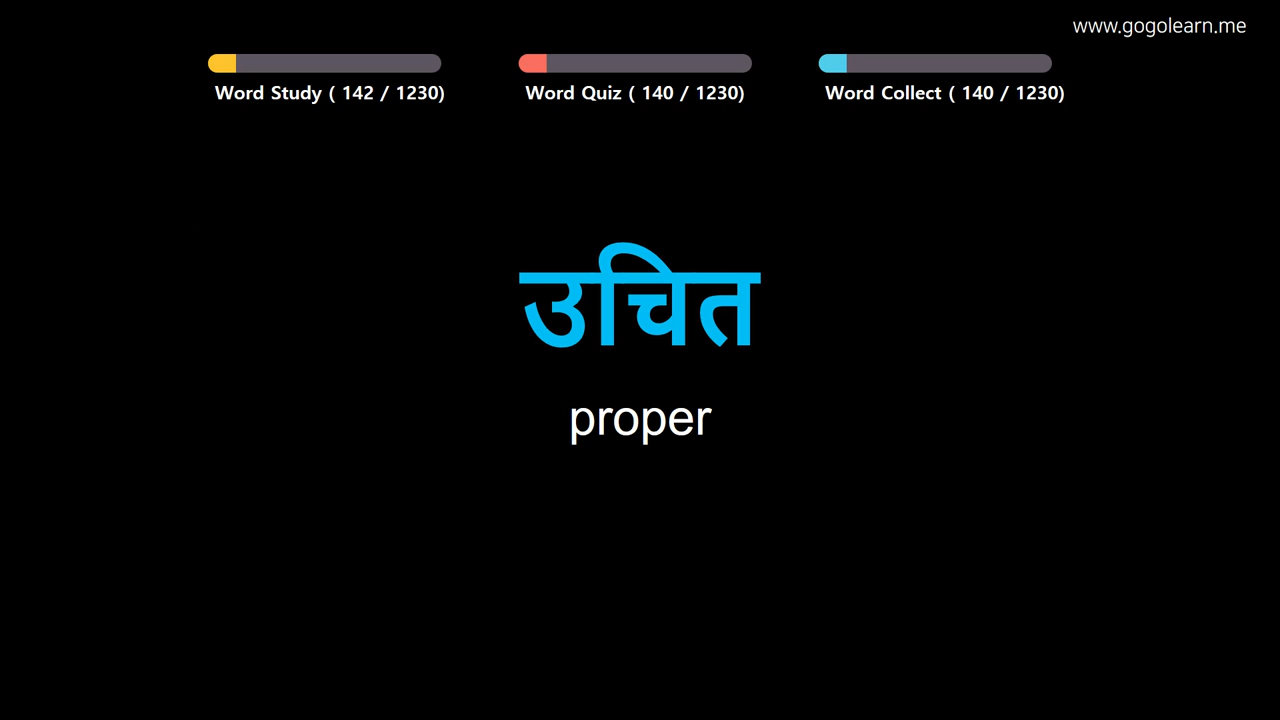 www.gogolearn.me
Word Study ( 142 / 1230)
Word Quiz ( 140 / 1230)
Word Collect ( 140 / 1230)
उचित
proper